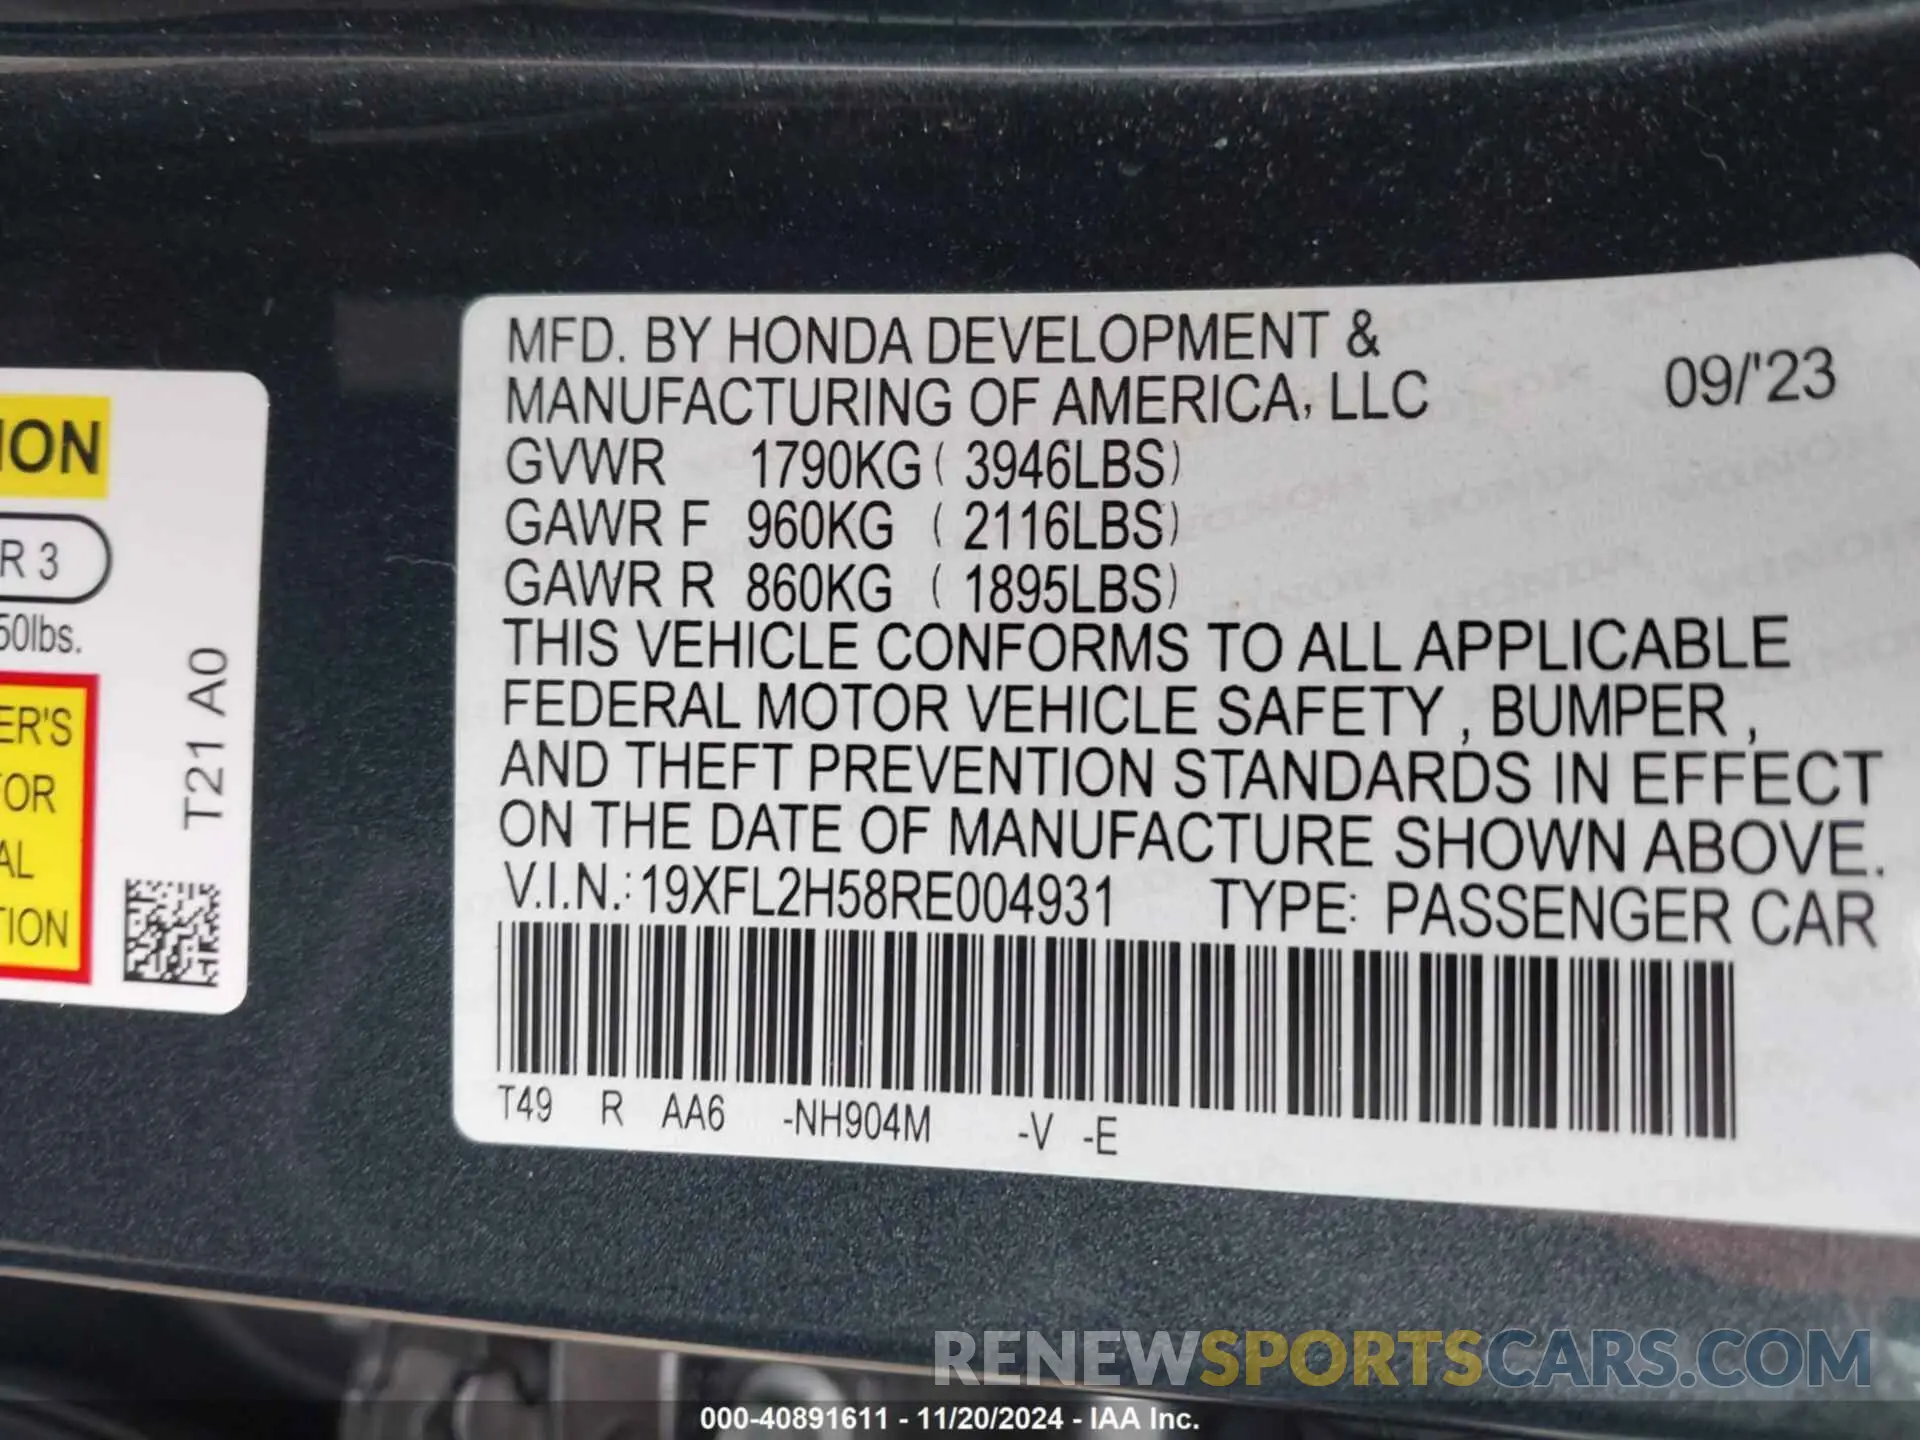 ION
R 3
50lbs.
ER'S
FOR
AL
TION
T21 A0
MFD. BY HONDA DEVELOPMENT &
MANUFACTURING OF AMERICA, LLC
09/'23
GVWR 1790KG ( 3946LBS)
GAWR F 960KG ( 2116LBS)
GAWR R 860KG ( 1895LBS)
THIS VEHICLE CONFORMS TO ALL APPLICABLE
FEDERAL MOTOR VEHICLE SAFETY , BUMPER ,
AND THEFT PREVENTION STANDARDS IN EFFECT
ON THE DATE OF MANUFACTURE SHOWN ABOVE.
V.I.N.: 19XFL2H58RE004931 TYPE: PASSENGER CAR
T49 R AA6 -NH904M -V -E
RENEWSPORTSCARS.COM
000-40891611 - 11/20/2024 - IAA Inc.